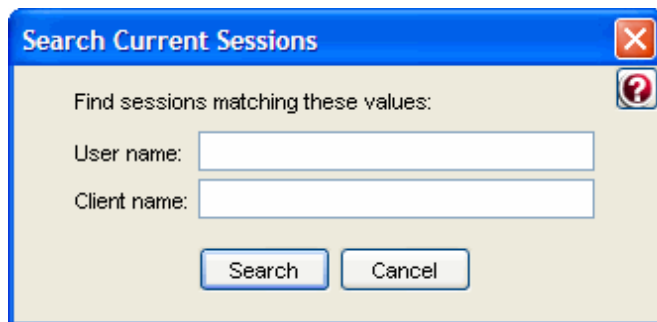 Search Current Sessions
Find sessions matching these values:
User name:
Client name:
Search Cancel